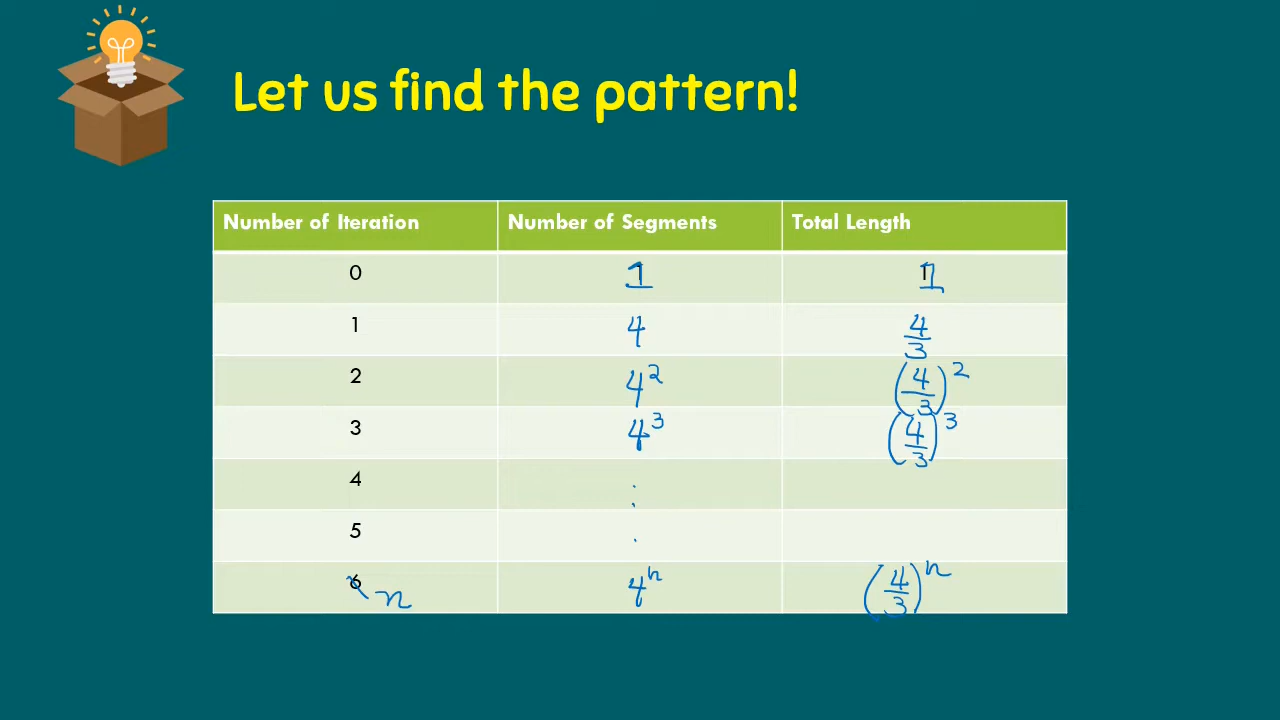 Let us find the pattern!
Number of Iteration Number of Segments Total Length
0 1 1
1 4 4/3
2 4² (4/3)²
3 4³ (4/3)³
4 :
5 .
6 n 4ⁿ (4/3)ⁿ